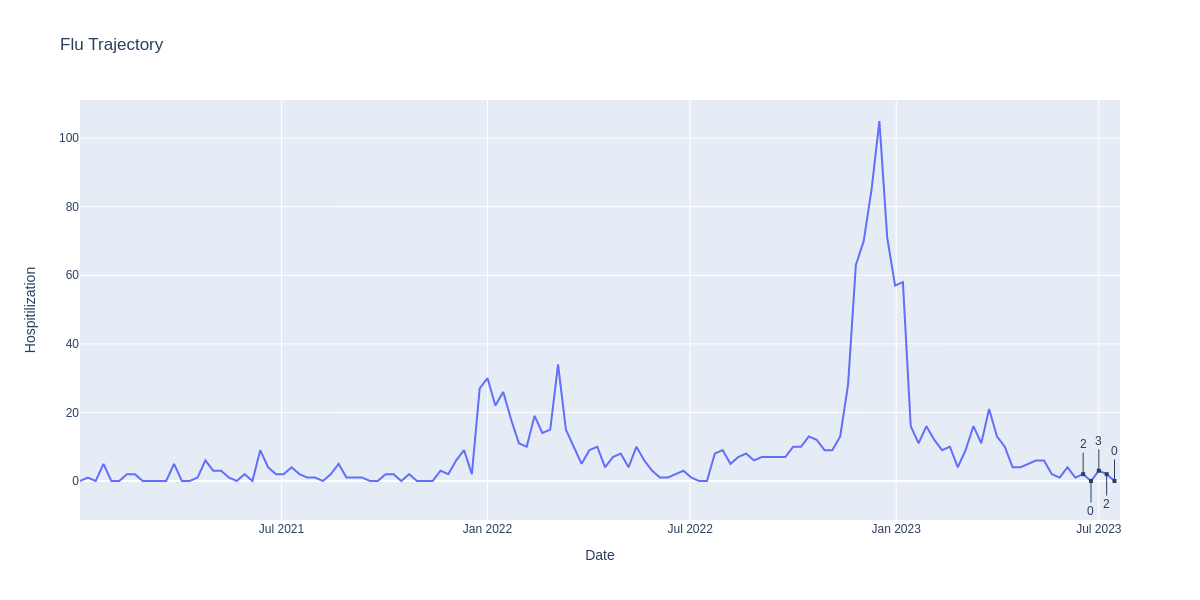 Flu Trajectory
Hospitilization
100
80
60
40
20
0
2
3
0
0
2
Jul 2021
Jan 2022
Jul 2022
Jan 2023
Jul 2023
Date